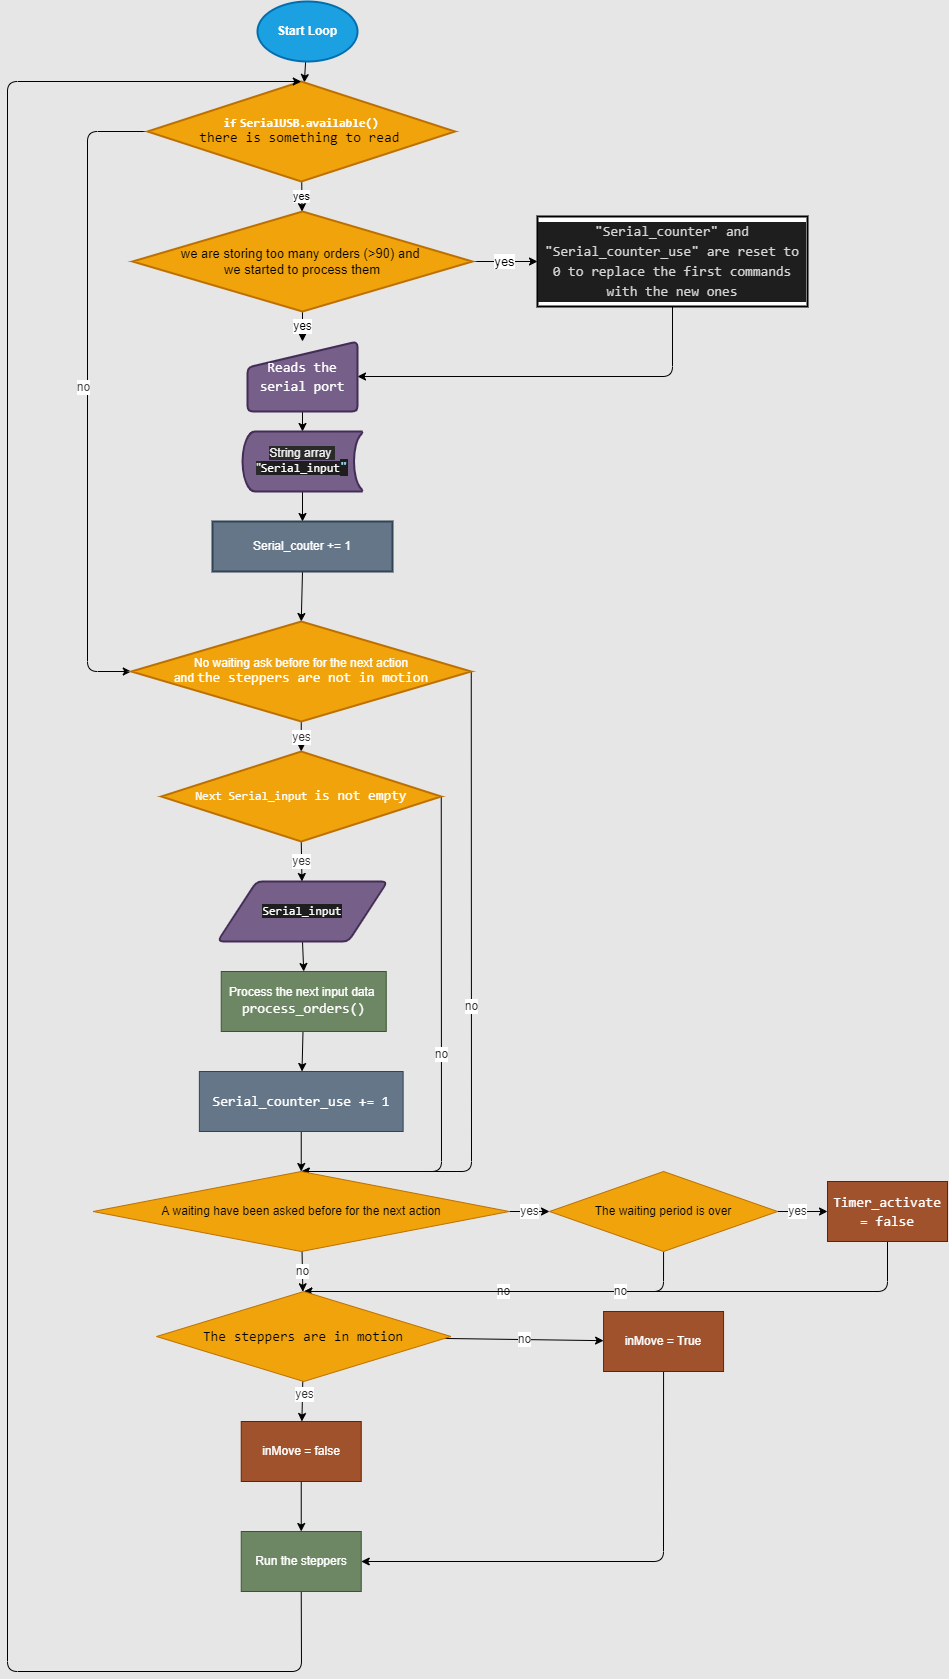 Start Loop
if SerialUSB.available()
there is something to read
yes
we are storing too many orders (>90) and
we started to process them
yes
"Serial_counter" and
"Serial_counter_use" are reset to
0 to replace the first commands
with the new ones
yes
Reads the
serial port
no
String array
"Serial_input"
Serial_couter += 1
No waiting ask before for the next action
and the steppers are not in motion
yes
Next Serial_input is not empty
yes
Serial_input
Process the next input data
process_orders()
no
no
Serial_counter_use += 1
A waiting have been asked before for the next action
yes
The waiting period is over
yes
Timer_activate
= false
no
no
no
The steppers are in motion
no
inMove = True
yes
inMove = false
Run the steppers